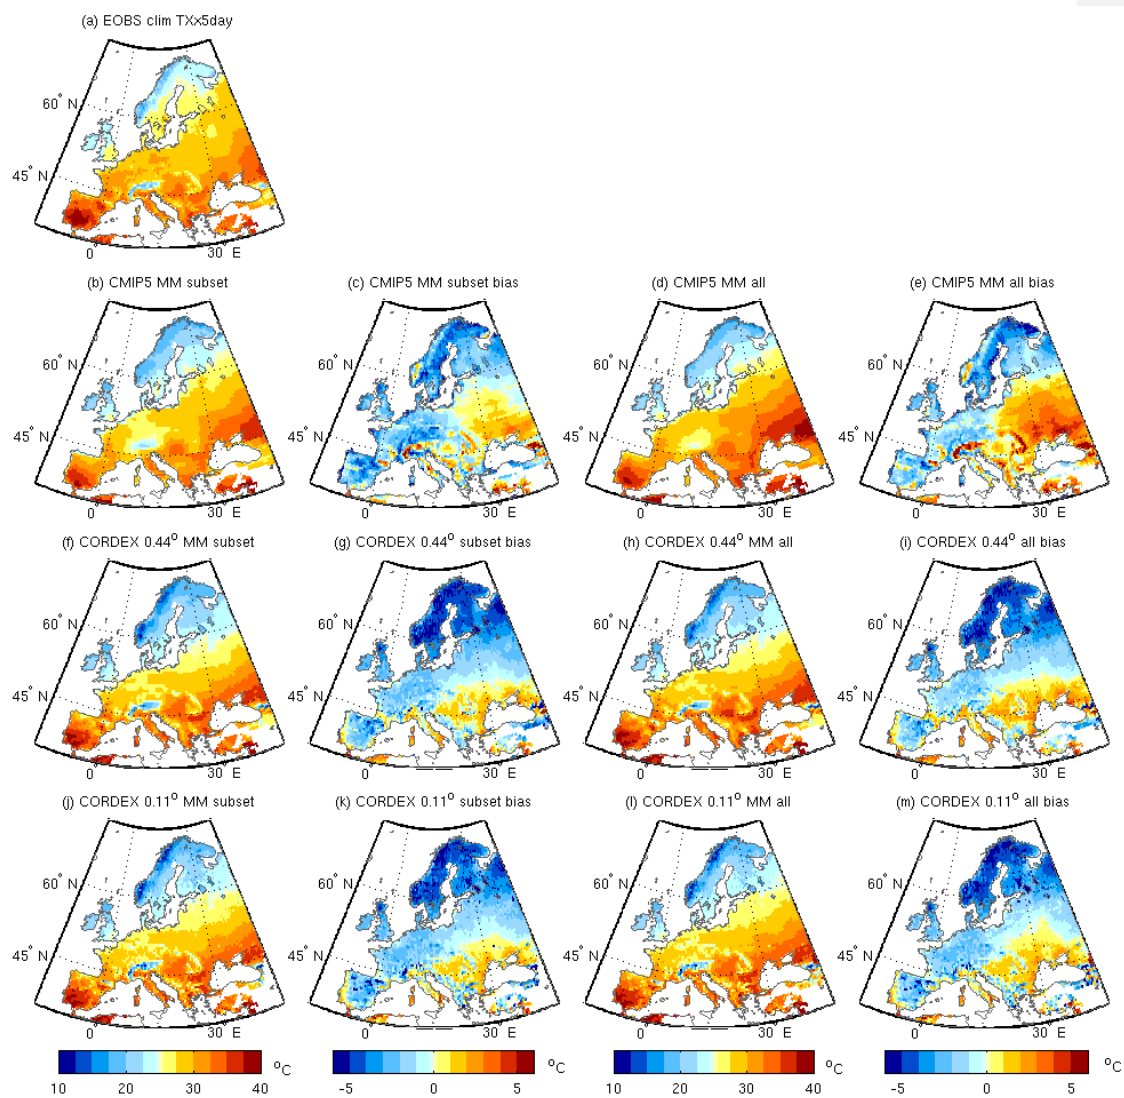 (a) EOBS clim TXx5day
60° N
45° N
0°
30° E
(b) CMIP5 MM subset
(c) CMIP5 MM subset bias
(d) CMIP5 MM all
(e) CMIP5 MM all bias
60° N
60° N
60° N
60° N
45° N
45° N
45° N
45° N
0°
30° E
0°
30° E
0°
30° E
0°
30° E
(f) CORDEX 0.44° MM subset
(g) CORDEX 0.44° subset bias
(h) CORDEX 0.44° MM all
(i) CORDEX 0.44° all bias
60° N
60° N
60° N
60° N
45° N
45° N
45° N
45° N
0°
30° E
0°
30° E
0°
30° E
0°
30° E
(j) CORDEX 0.11° MM subset
(k) CORDEX 0.11° subset bias
(l) CORDEX 0.11° MM all
(m) CORDEX 0.11° all bias
60° N
60° N
60° N
60° N
45° N
45° N
45° N
45° N
0°
30° E
0°
30° E
0°
30° E
0°
30° E
10 20 30 40 °C
-5 0 5 °C
10 20 30 40 °C
-5 0 5 °C